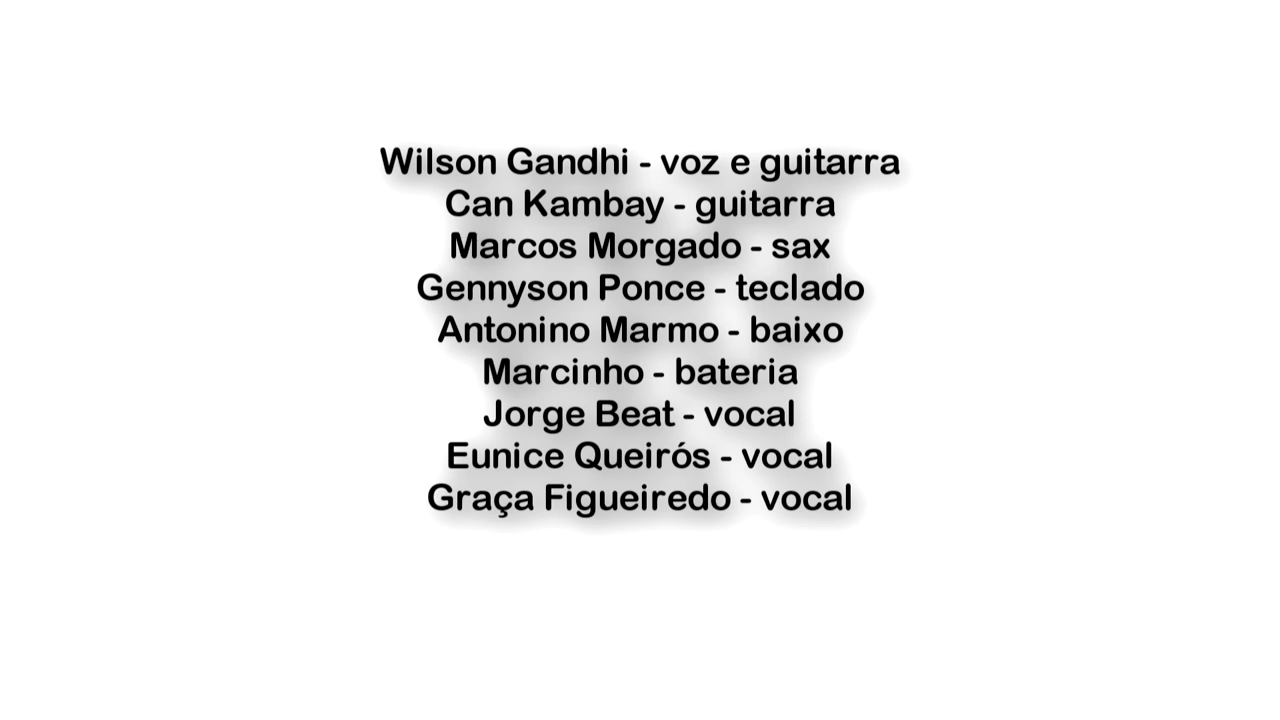 Wilson Gandhi - voz e guitarra
Can Kambay - guitarra
Marcos Morgado - sax
Gennyson Ponce - teclado
Antonino Marmo - baixo
Marcinho - bateria
Jorge Beat - vocal
Eunice Queirós - vocal
Graça Figueiredo - vocal